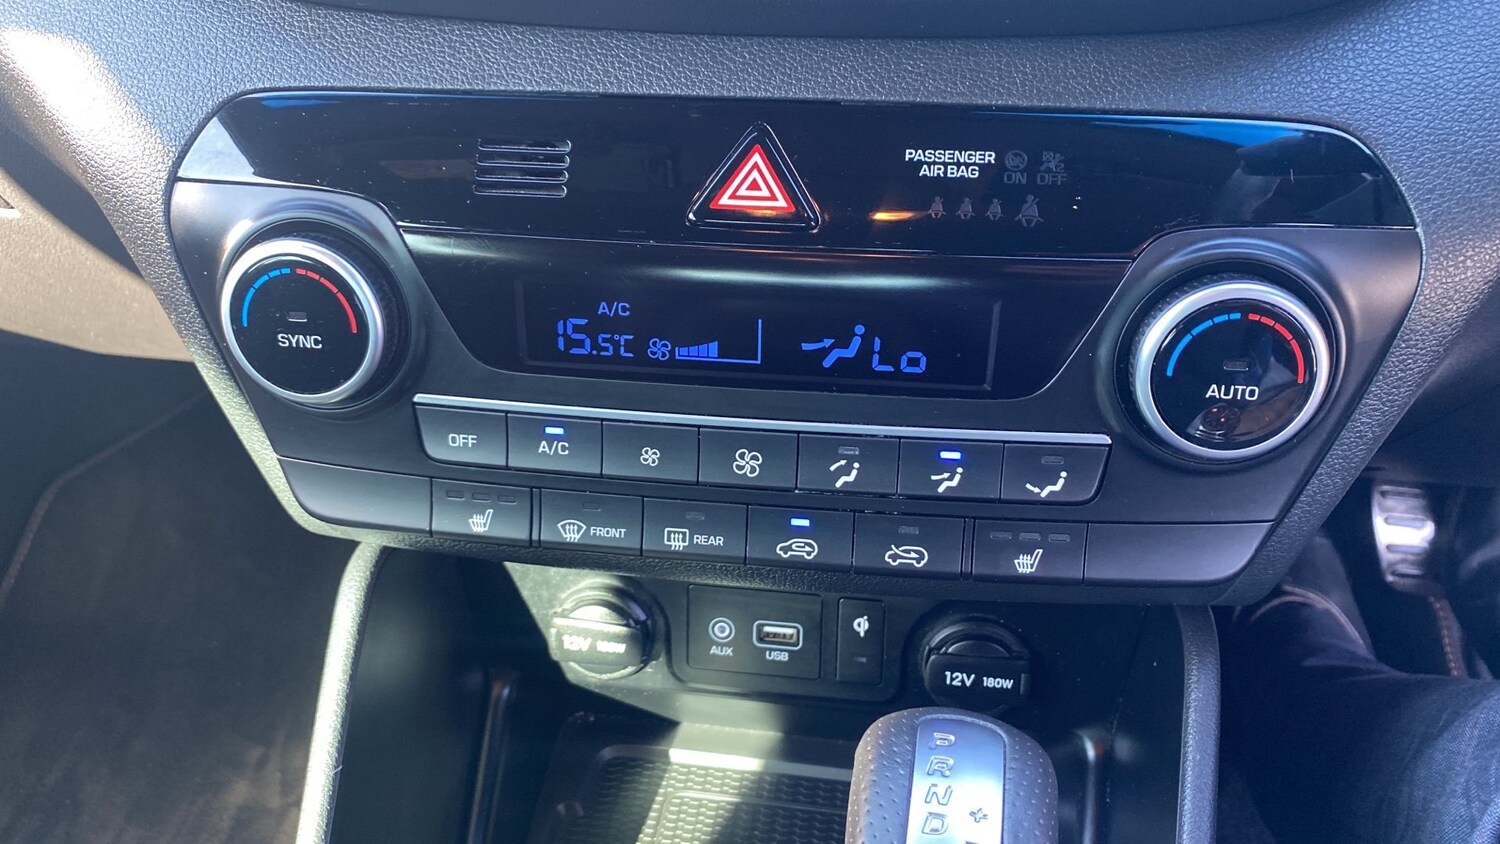 PASSENGER
AIR BAG
ON OFF
A/C
15.5°C
Lo
SYNC
AUTO
OFF
A/C
FRONT
REAR
12V 180W
AUX
USB
qi
12V 180W
P
R
N
D
+